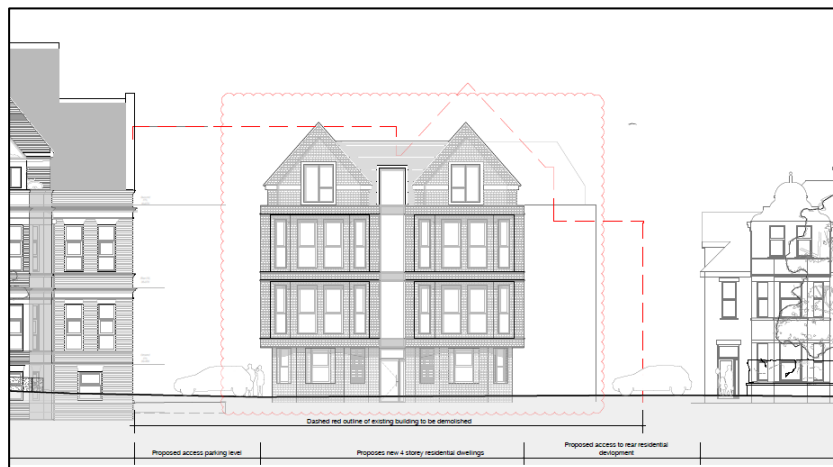 Dashed red outline of existing building to be demolished
Proposed access parking level
Proposes new 4 storey residential dwellings
Proposed access to rear residential
devlopment